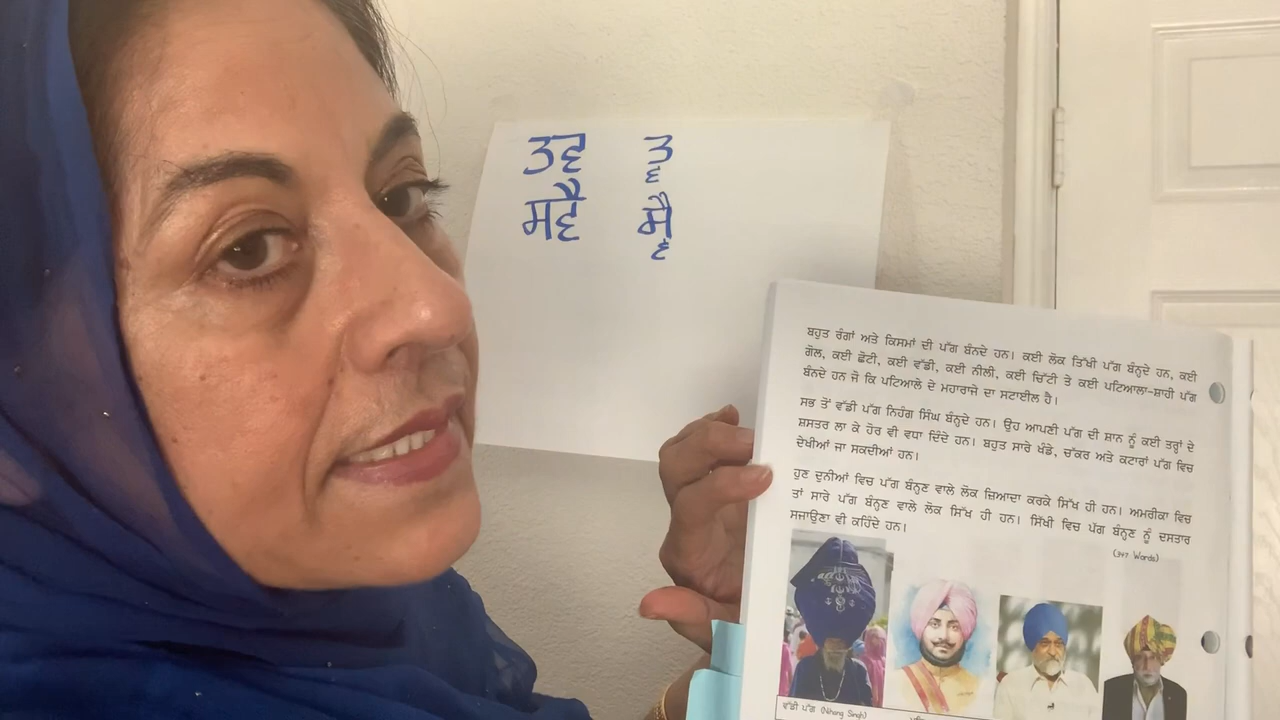 ਤਵ ਤ੍ਵ
ਸਵੈ ਸ੍ਵੈ
ਬਹੁਤ ਰੰਗਾਂ ਅਤੇ ਕਿਸਮਾਂ ਦੀ ਪੱਗ ਬੰਨਦੇ ਹਨ। ਕਈ ਲੋਕ ਤਿੱਖੀ ਪੱਗ ਬੰਨ੍ਹਦੇ ਹਨ, ਕਈ
ਗੋਲ, ਕਈ ਛੋਟੀ, ਕਈ ਵੱਡੀ, ਕਈ ਨੀਲੀ, ਕਈ ਚਿੱਟੀ ਤੇ ਕਈ ਪਟਿਆਲਾ-ਸ਼ਾਹੀ ਪੱਗ
ਬੰਨਦੇ ਹਨ ਜੋ ਕਿ ਪਟਿਆਲੇ ਦੇ ਮਹਾਰਾਜੇ ਦਾ ਸਟਾਈਲ ਹੈ।
ਸਭ ਤੋਂ ਵੱਡੀ ਪੱਗ ਨਿਹੰਗ ਸਿੰਘ ਬੰਨ੍ਹਦੇ ਹਨ। ਉਹ ਆਪਣੀ ਪੱਗ ਦੀ ਸ਼ਾਨ ਨੂੰ ਕਈ ਤਰ੍ਹਾਂ ਦੇ
ਸ਼ਸਤਰ ਲਾ ਕੇ ਹੋਰ ਵੀ ਵਧਾ ਦਿੰਦੇ ਹਨ। ਬਹੁਤ ਸਾਰੇ ਖੰਡੇ, ਚੱਕਰ ਅਤੇ ਕਟਾਰਾਂ ਪੱਗ ਵਿਚ
ਦੇਖੀਆਂ ਜਾ ਸਕਦੀਆਂ ਹਨ।
ਹੁਣ ਦੁਨੀਆਂ ਵਿਚ ਪੱਗ ਬੰਨ੍ਹਣ ਵਾਲੇ ਲੋਕ ਜ਼ਿਆਦਾ ਕਰਕੇ ਸਿੱਖ ਹੀ ਹਨ। ਅਮਰੀਕਾ ਵਿਚ
ਤਾਂ ਸਾਰੇ ਪੱਗ ਬੰਨ੍ਹਣ ਵਾਲੇ ਲੋਕ ਸਿੱਖ ਹੀ ਹਨ। ਸਿੱਖੀ ਵਿਚ ਪੱਗ ਬੰਨ੍ਹਣ ਨੂੰ ਦਸਤਾਰ
ਸਜਾਉਣਾ ਵੀ ਕਹਿੰਦੇ ਹਨ।
(347 Words)
ਵੱਡੀ ਪੱਗ (Nihang Singh)